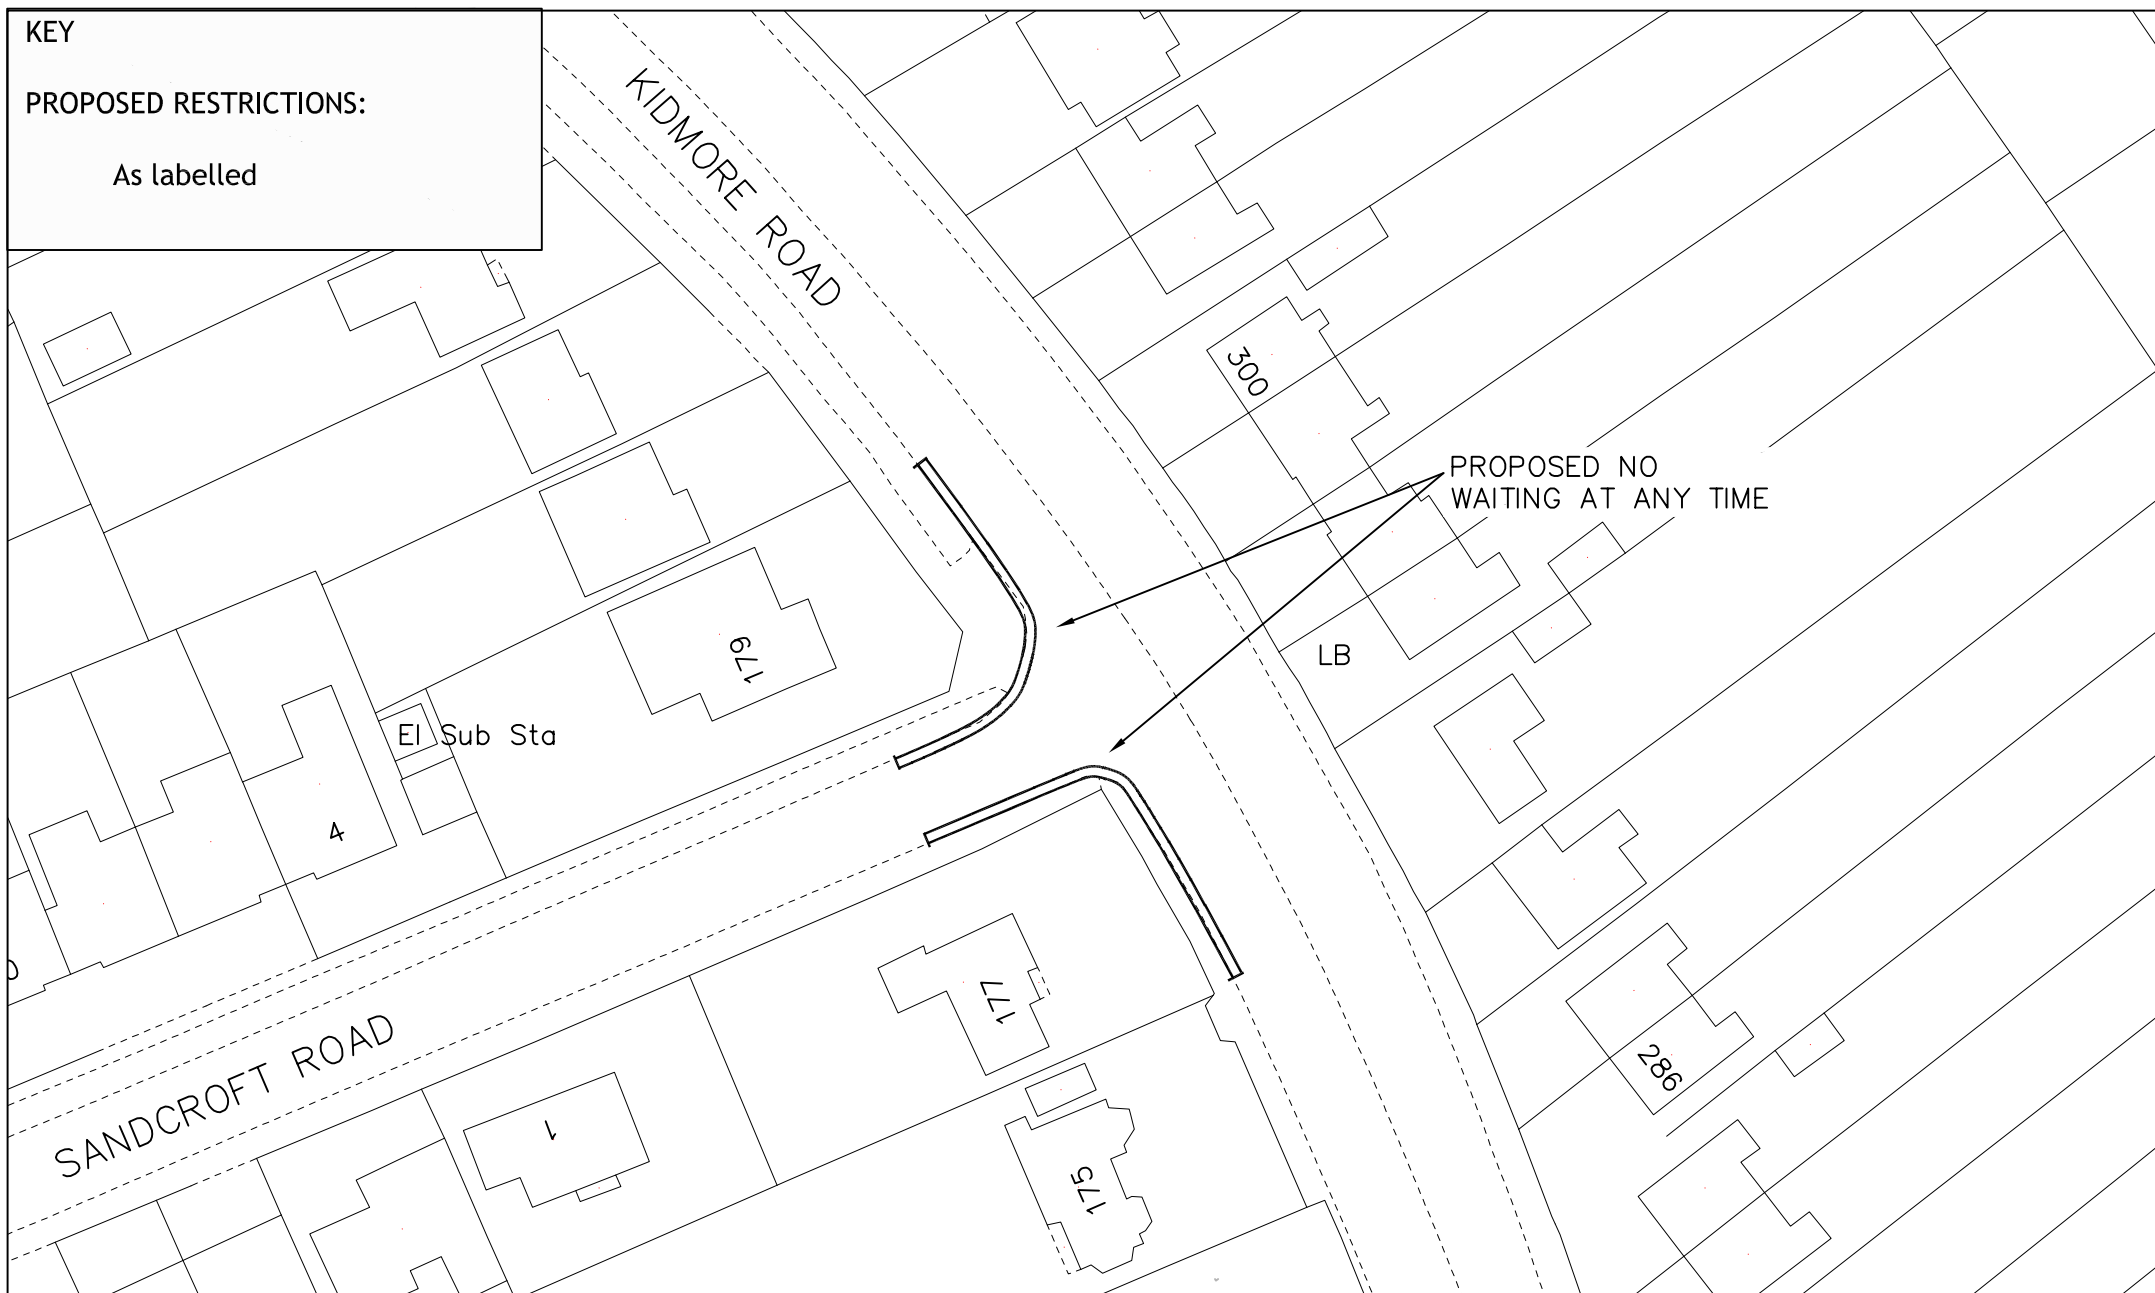 KEY
PROPOSED RESTRICTIONS:
As labelled
KIDMORE ROAD
300
PROPOSED NO
WAITING AT ANY TIME
LB
179
El Sub Sta
4
177
SANDCROFT ROAD
286
1
175